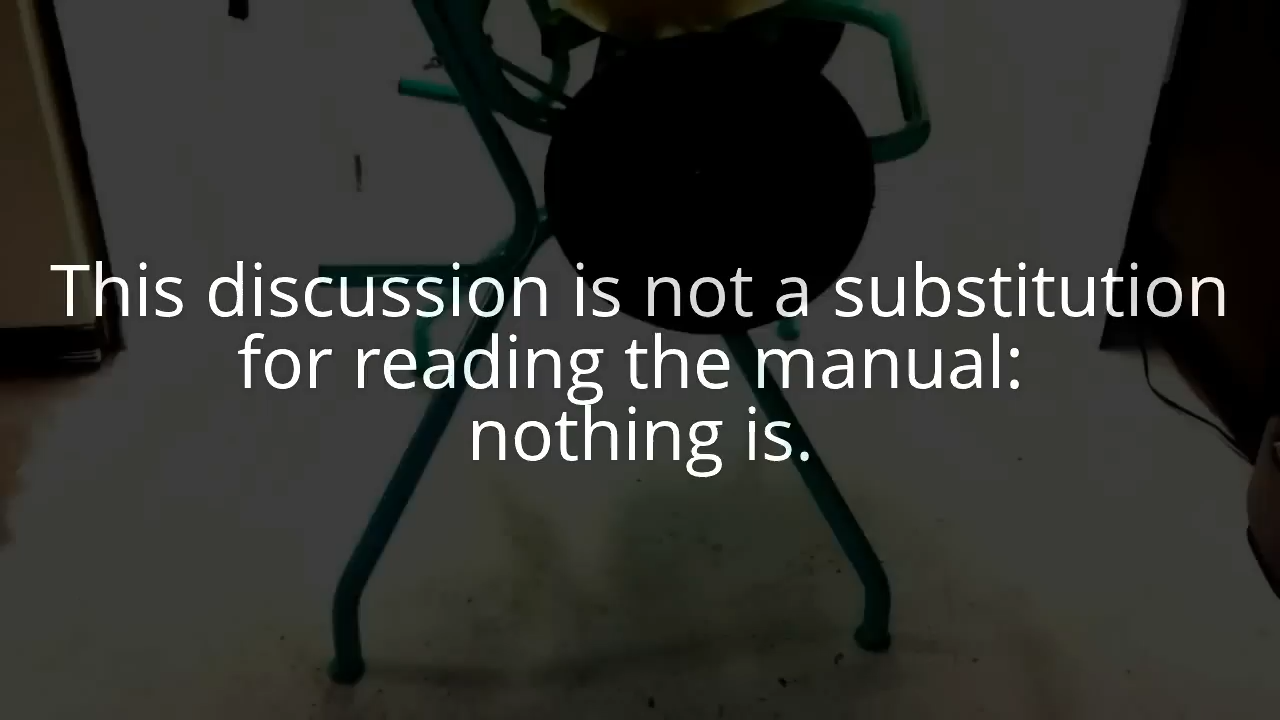 This discussion is not a substitution
for reading the manual:
nothing is.